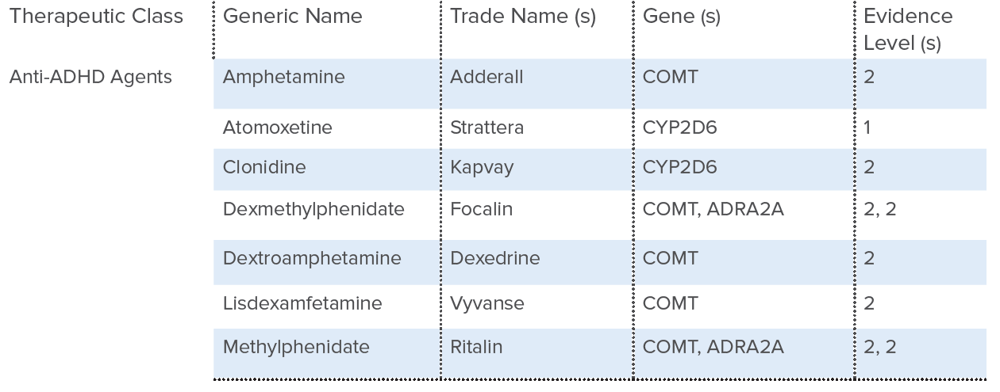 Therapeutic Class Generic Name Trade Name (s) Gene (s) Evidence
Level (s)
Anti-ADHD Agents Amphetamine Adderall COMT 2
Atomoxetine Strattera CYP2D6 1
Clonidine Kapvay CYP2D6 2
Dexmethylphenidate Focalin COMT, ADRA2A 2, 2
Dextroamphetamine Dexedrine COMT 2
Lisdexamfetamine Vyvanse COMT 2
Methylphenidate Ritalin COMT, ADRA2A 2, 2